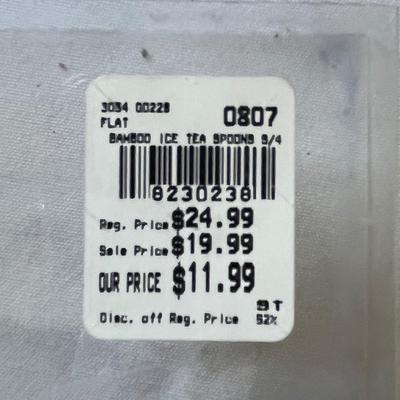 3034 00228
FLAT 0807
BAMBOO ICE TEA SPOONS S/4
8230238
Reg. Price $24.99
Sale Price $19.99
OUR PRICE $11.99
ST
Disc. off Reg. Price 52%